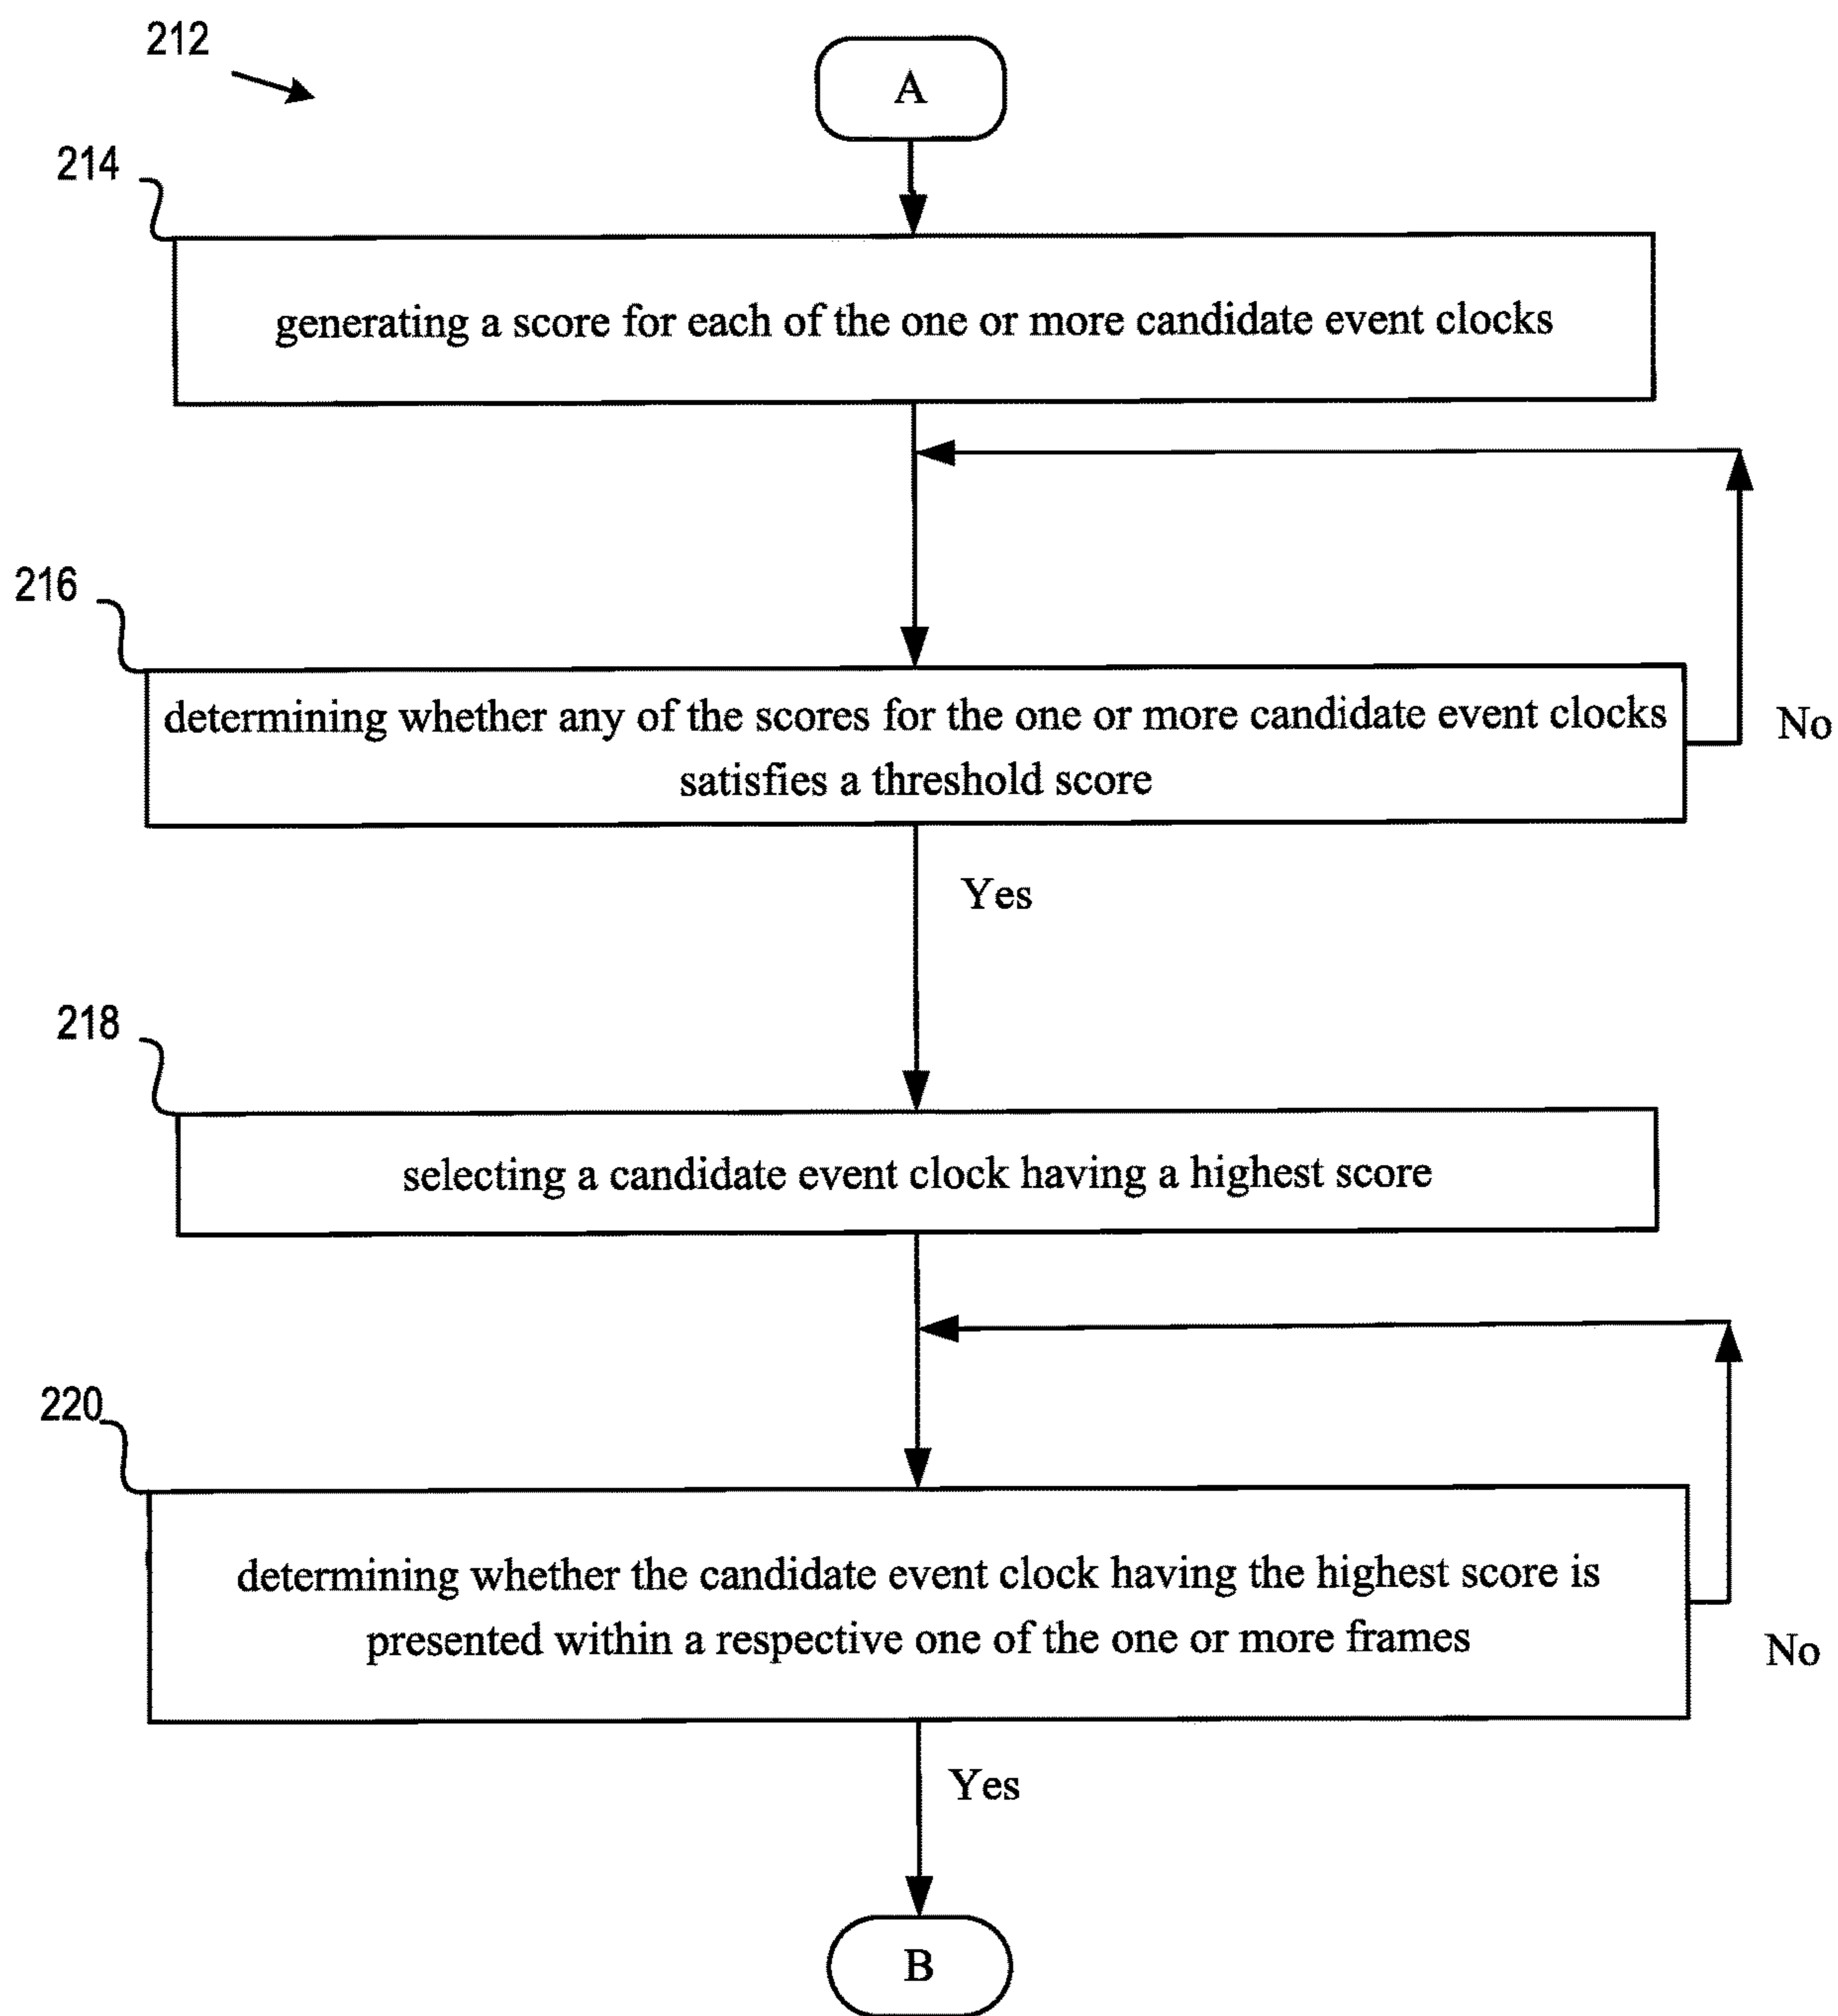 212
A
214
generating a score for each of the one or more candidate event clocks
216
determining whether any of the scores for the one or more candidate event clocks
satisfies a threshold score
No
Yes
218
selecting a candidate event clock having a highest score
220
determining whether the candidate event clock having the highest score is
presented within a respective one of the one or more frames
No
Yes
B